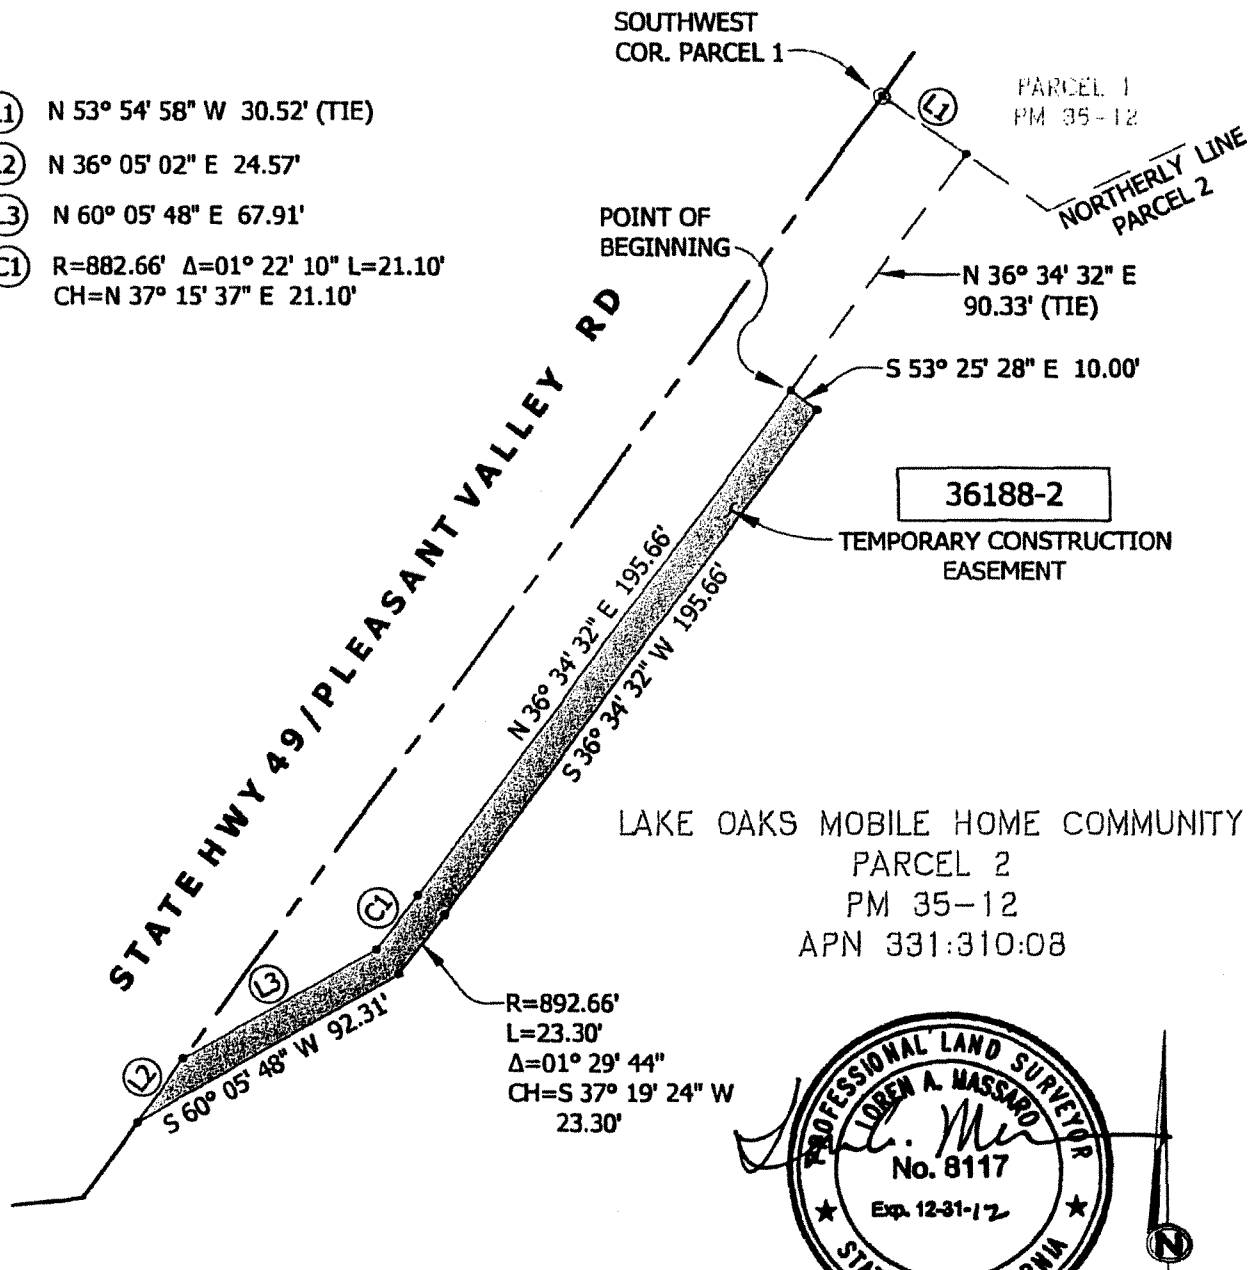 SOUTHWEST
COR. PARCEL 1
L1
PARCEL 1
PM 35-12
NORTHERLY LINE
PARCEL 2
N 53° 54' 58" W 30.52' (TIE)
L2 N 36° 05' 02" E 24.57'
L3 N 60° 05' 48" E 67.91'
C1 R=882.66' Δ=01° 22' 10" L=21.10'
CH=N 37° 15' 37" E 21.10'
POINT OF
BEGINNING
N 36° 34' 32" E
90.33' (TIE)
S 53° 25' 28" E 10.00'
STATE HWY 49/PLEASANT VALLEY RD
36188-2
TEMPORARY CONSTRUCTION
EASEMENT
N 36° 34' 32" E 195.66'
S 36° 34' 32" W 195.66'
LAKE OAKS MOBILE HOME COMMUNITY
PARCEL 2
PM 35-12
APN 331:310:08
C1
L3
L2
S 60° 05' 48" W 92.31'
R=892.66'
L=23.30'
Δ=01° 29' 44"
CH=S 37° 19' 24" W
23.30'
PROFESSIONAL LAND SURVEYOR
LOREN A. MASSARO
No. 8117
Exp. 12-31-12
N